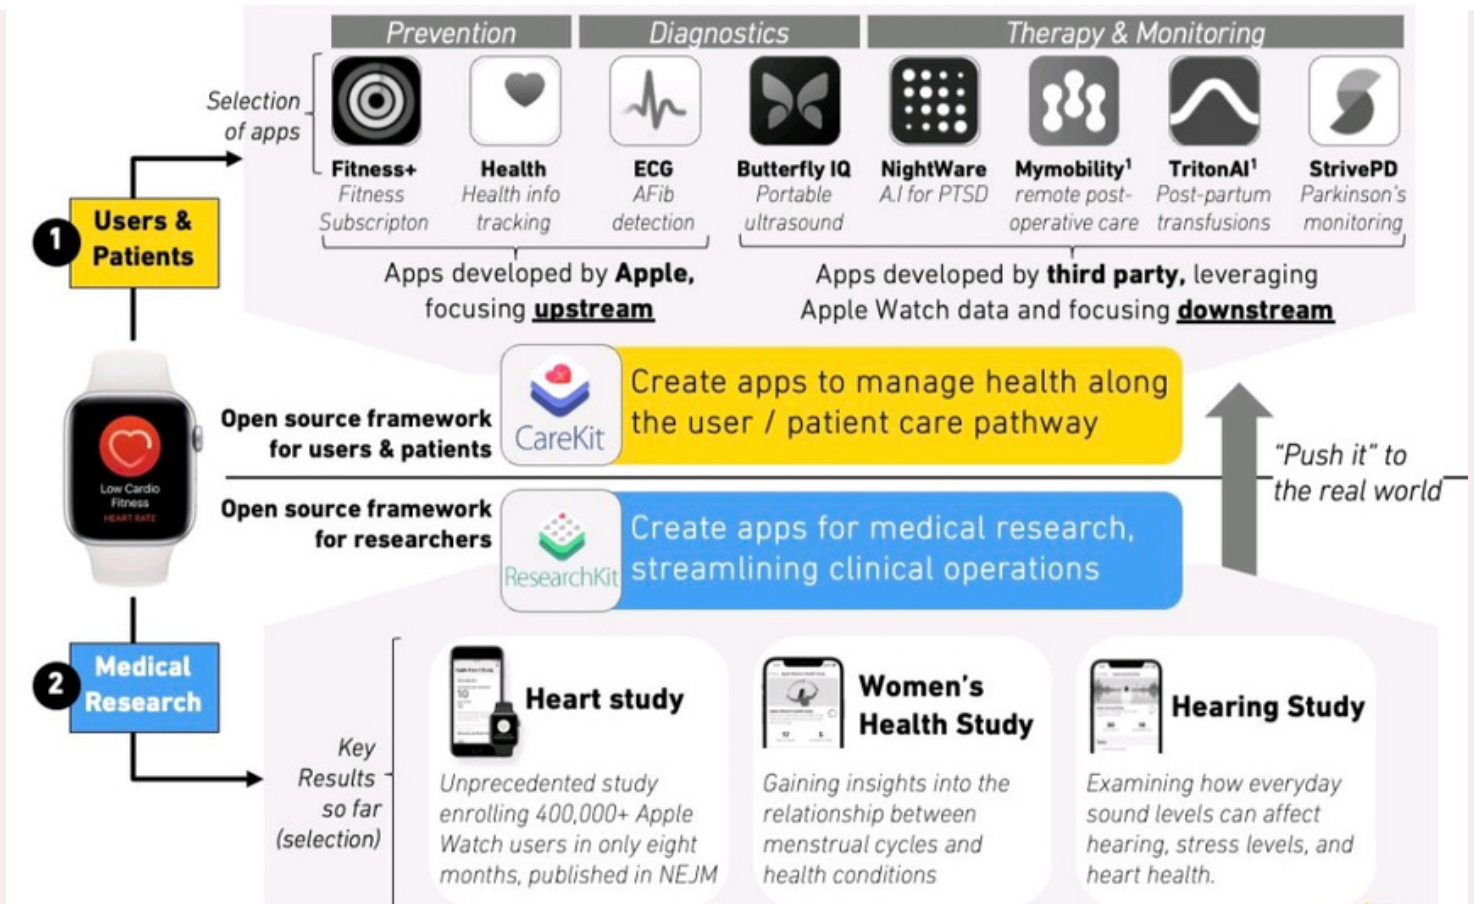 Prevention
Diagnostics
Therapy & Monitoring
Selection
of apps
Fitness+
Fitness
Subscripton
Health
Health info
tracking
ECG
AFib
detection
Butterfly IQ
Portable
ultrasound
NightWare
A.I for PTSD
Mymobility¹
remote post-
operative care
TritonAI¹
Post-partum
transfusions
StrivePD
Parkinson's
monitoring
1
Users &
Patients
Apps developed by Apple,
focusing upstream
Apps developed by third party, leveraging
Apple Watch data and focusing downstream
Low Cardio
Fitness
HEART RATE
Open source framework
for users & patients
CareKit
Create apps to manage health along
the user / patient care pathway
"Push it" to
the real world
Open source framework
for researchers
ResearchKit
Create apps for medical research,
streamlining clinical operations
2
Medical
Research
Key
Results
so far
(selection)
Heart study
Unprecedented study
enrolling 400,000+ Apple
Watch users in only eight
months, published in NEJM
Women's
Health Study
Gaining insights into the
relationship between
menstrual cycles and
health conditions
Hearing Study
Examining how everyday
sound levels can affect
hearing, stress levels, and
heart health.